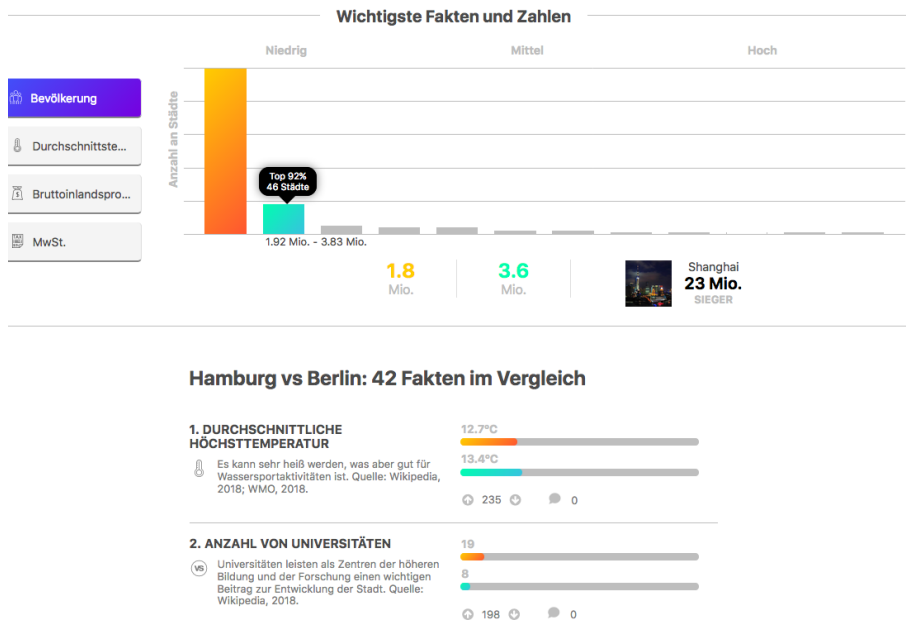 Wichtigste Fakten und Zahlen
Niedrig
Mittel
Hoch
Bevölkerung
Durchschnittste...
Bruttoinlandspro...
MwSt.
Anzahl an Städte
Top 92%
46 Städte
1.92 Mio. - 3.83 Mio.
1.8
Mio.
3.6
Mio.
Shanghai
23 Mio.
SIEGER
Hamburg vs Berlin: 42 Fakten im Vergleich
1. DURCHSCHNITTLICHE
HÖCHSTTEMPERATUR
Es kann sehr heiß werden, was aber gut für
Wassersportaktivitäten ist. Quelle: Wikipedia,
2018; WMO, 2018.
12.7°C
13.4°C
235
0
2. ANZAHL VON UNIVERSITÄTEN
VS
Universitäten leisten als Zentren der höheren
Bildung und der Forschung einen wichtigen
Beitrag zur Entwicklung der Stadt. Quelle:
Wikipedia, 2018.
19
8
198
0